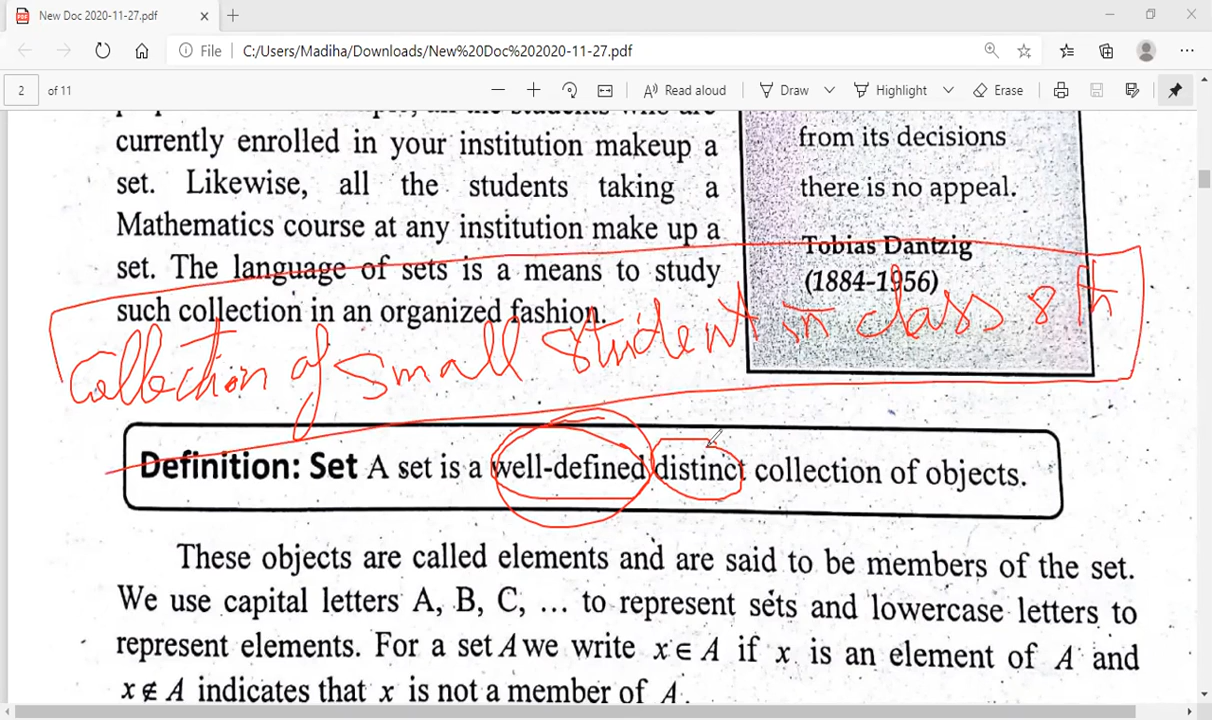 New Doc 2020-11-27.pdf
File C:/Users/Madiha/Downloads/New%20Doc%202020-11-27.pdf
2 of 11 Read aloud Draw Highlight Erase
currently enrolled in your institution makeup a
set. Likewise, all the students taking a
Mathematics course at any institution make up a
set. The language of sets is a means to study
such collection in an organized fashion.
from its decisions
there is no appeal.
Tobias Dantzig
(1884-1956)
Collection of small student in class 8th
Definition: Set A set is a well-defined distinct collection of objects.
These objects are called elements and are said to be members of the set.
We use capital letters A, B, C, ... to represent sets and lowercase letters to
represent elements. For a set A we write x ∈ A if x is an element of A and
x ∉ A indicates that x is not a member of A.